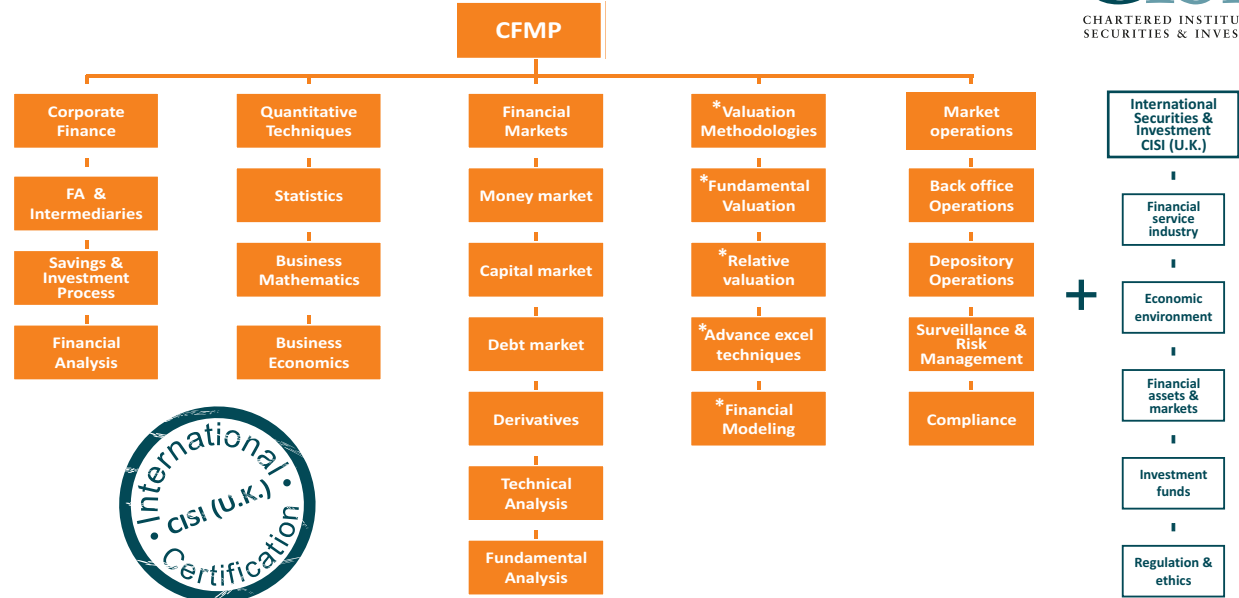 CFMP
CHARTERED
SECURITIES &
Corporate
Finance
FA &
Intermediaries
Savings &
Investment
Process
Financial
Analysis
Quantitative
Techniques
Statistics
Business
Mathematics
Business
Economics
Financial
Markets
Money market
Capital market
Debt market
Derivatives
Technical
Analysis
Fundamental
Analysis
*Valuation
Methodologies
*Fundamental
Valuation
*Relative
valuation
*Advance excel
techniques
*Financial
Modeling
Market
operations
Back office
Operations
Depository
Operations
Surveillance &
Risk
Management
Compliance
+
International
Securities &
Investment
CISI (U.K.)
Financial
service
industry
Economic
environment
Financial
assets &
markets
Investment
funds
Regulation &
ethics
• International •
CISI (U.K.)
Certification